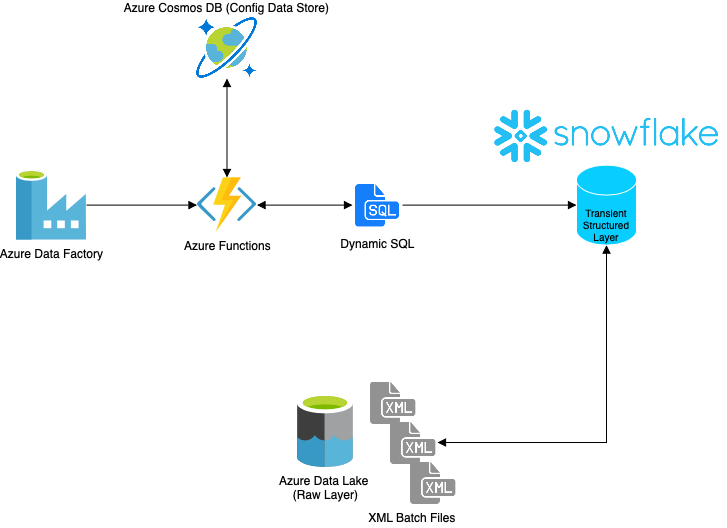 Azure Cosmos DB (Config Data Store)
snowflake
Azure Data Factory
Azure Functions
SQL
Dynamic SQL
Transient
Structured
Layer
XML
XML
XML
Azure Data Lake
(Raw Layer)
XML Batch Files